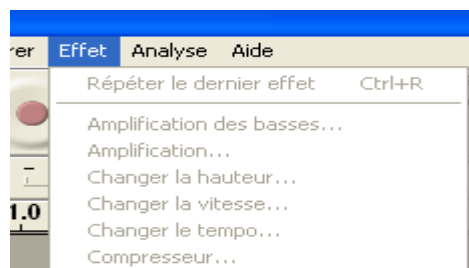 rer Effet Analyse Aide
Répéter le dernier effet Ctrl+R
Amplification des basses...
Amplification...
Changer la hauteur...
Changer la vitesse...
1.0
Changer le tempo...
Compresseur...